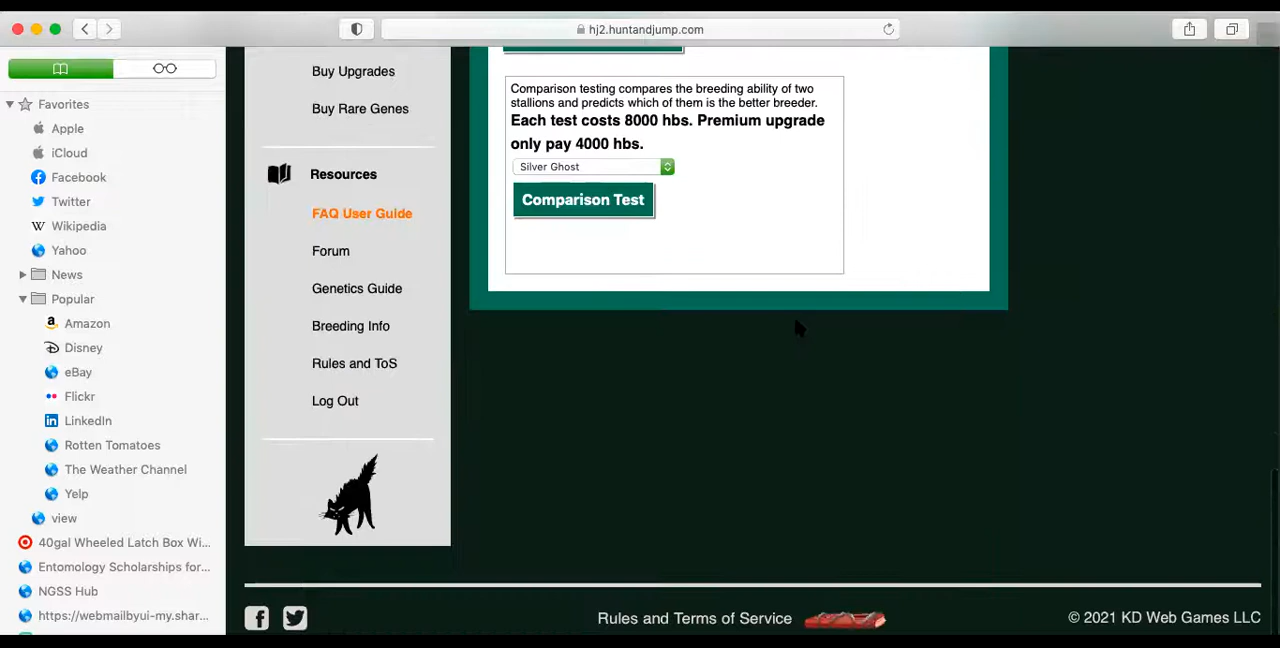 hj2.huntandjump.com
Favorites
Apple
iCloud
Facebook
Twitter
Wikipedia
Yahoo
News
Popular
Amazon
Disney
eBay
Flickr
LinkedIn
Rotten Tomatoes
The Weather Channel
Yelp
view
40gal Wheeled Latch Box Wi...
Entomology Scholarships for...
NGSS Hub
https://webmailbyui-my.shar...
Buy Upgrades
Buy Rare Genes
Resources
FAQ User Guide
Forum
Genetics Guide
Breeding Info
Rules and ToS
Log Out
Comparison testing compares the breeding ability of two
stallions and predicts which of them is the better breeder.
Each test costs 8000 hbs. Premium upgrade
only pay 4000 hbs.
Silver Ghost
Comparison Test
Rules and Terms of Service
© 2021 KD Web Games LLC